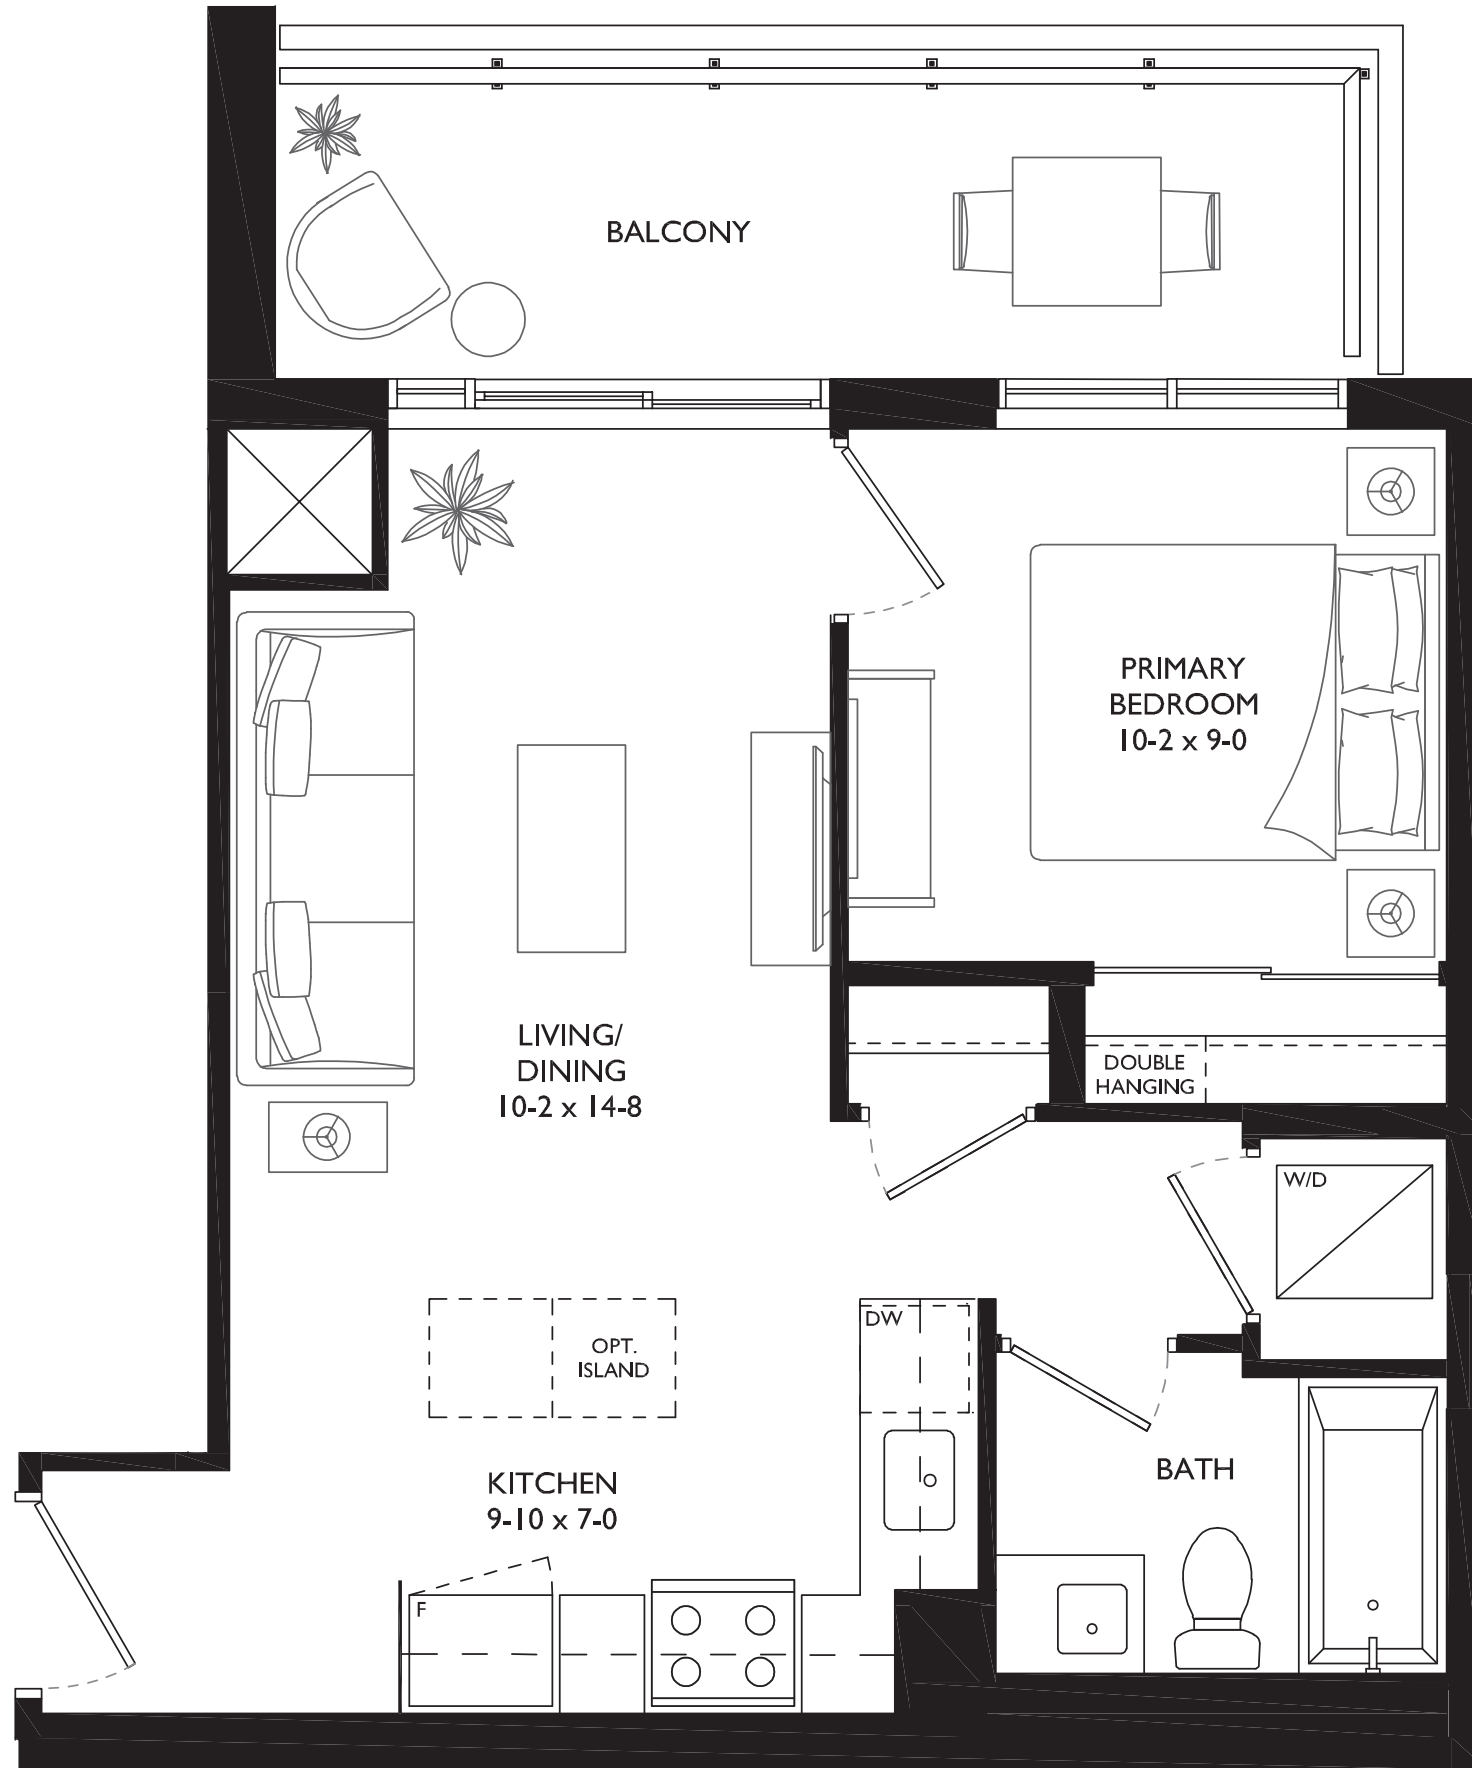 BALCONY
PRIMARY
BEDROOM
10-2 x 9-0
LIVING/
DINING
10-2 x 14-8
DOUBLE
HANGING
W/D
OPT.
ISLAND
DW
KITCHEN
9-10 x 7-0
BATH
F